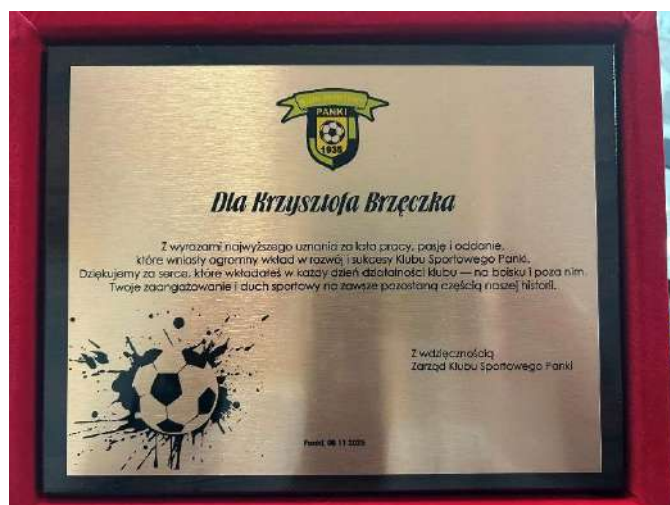 PANKI
1935
Dla Krzysztofa Brzęczka
Z wyrazami najwyższego uznania za lata pracy, pasję i oddanie,
które wniosły ogromny wkład w rozwój i sukcesy Klubu Sportowego Panki.
Dziękujemy za serce, które wkładałeś w każdy dzień działalności klubu — na boisku i poza nim.
Twoje zaangażowanie i duch sportowy na zawsze pozostaną częścią naszej historii.
Z wdzięcznością
Zarząd Klubu Sportowego Panki
Panki,